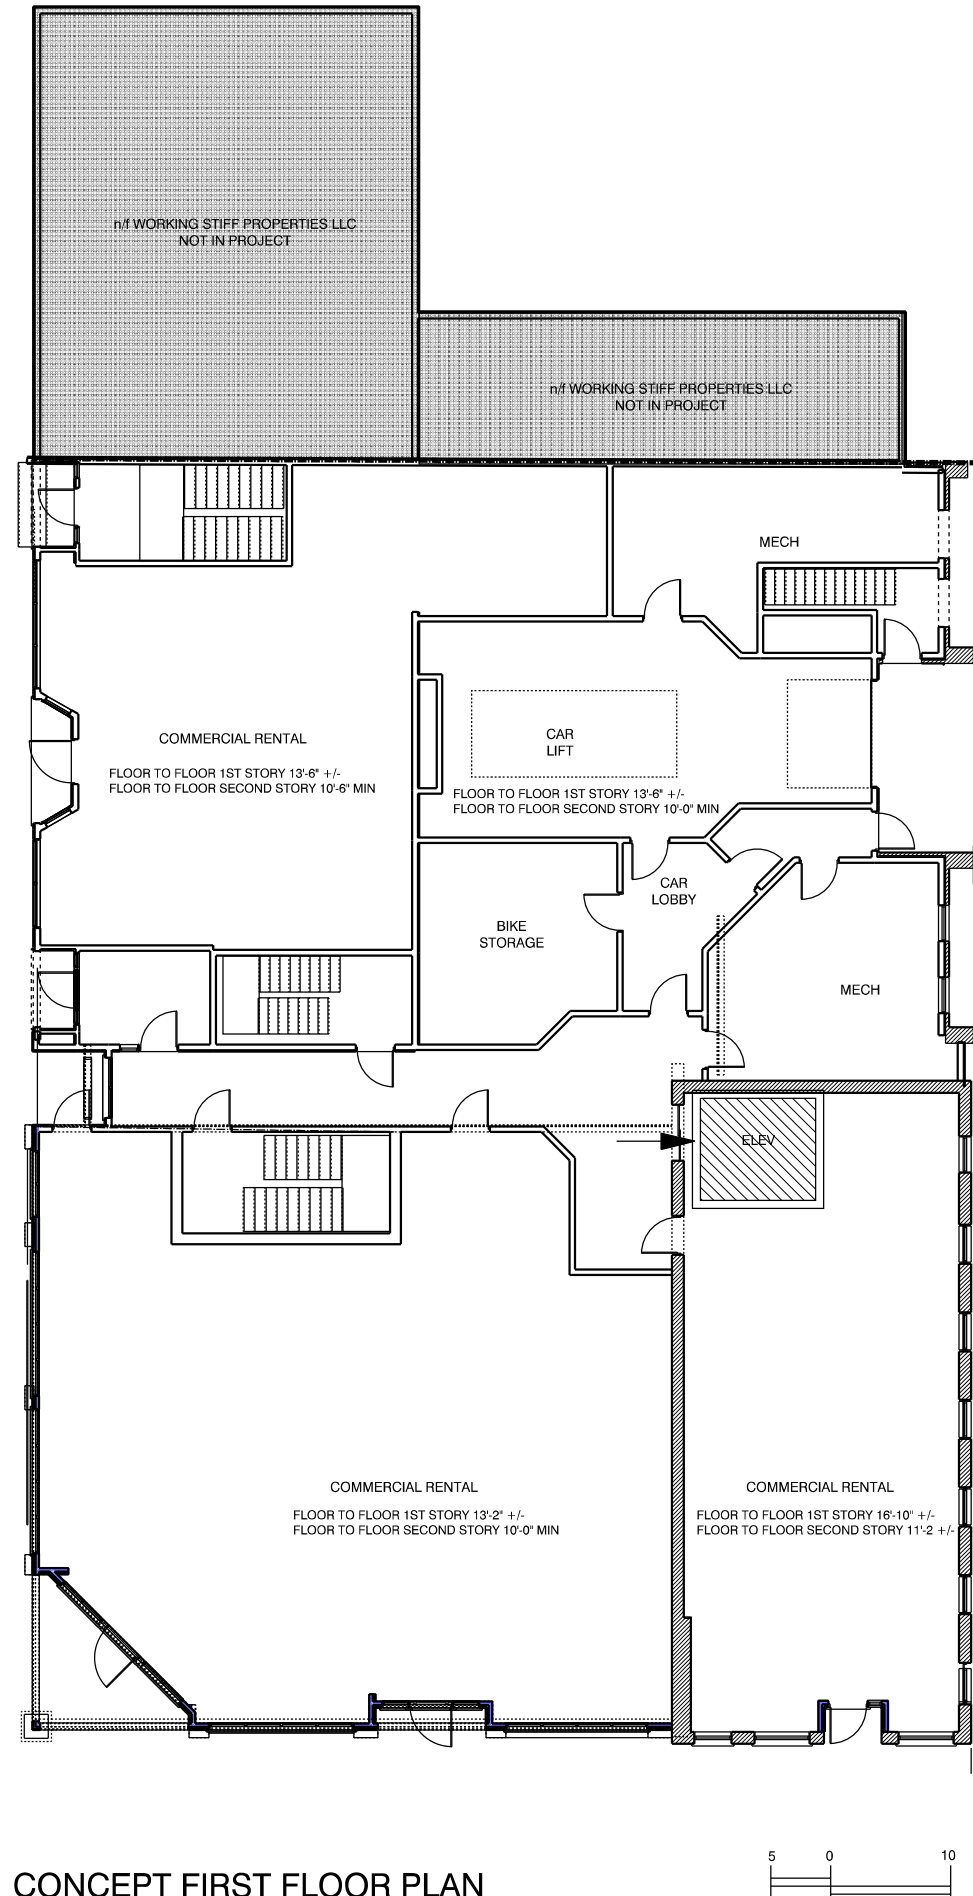 n/f WORKING STIFF PROPERTIES LLC
NOT IN PROJECT
n/f WORKING STIFF PROPERTIES LLC
NOT IN PROJECT
MECH
COMMERCIAL RENTAL
FLOOR TO FLOOR 1ST STORY 13'-6" +/-
FLOOR TO FLOOR SECOND STORY 10'-6" MIN
CAR
LIFT
FLOOR TO FLOOR 1ST STORY 13'-6" +/-
FLOOR TO FLOOR SECOND STORY 10'-0" MIN
CAR
LOBBY
BIKE
STORAGE
MECH
ELEV
COMMERCIAL RENTAL
FLOOR TO FLOOR 1ST STORY 13'-2" +/-
FLOOR TO FLOOR SECOND STORY 10'-0" MIN
COMMERCIAL RENTAL
FLOOR TO FLOOR 1ST STORY 16'-10" +/-
FLOOR TO FLOOR SECOND STORY 11'-2 +/-
5 0 10
CONCEPT FIRST FLOOR PLAN